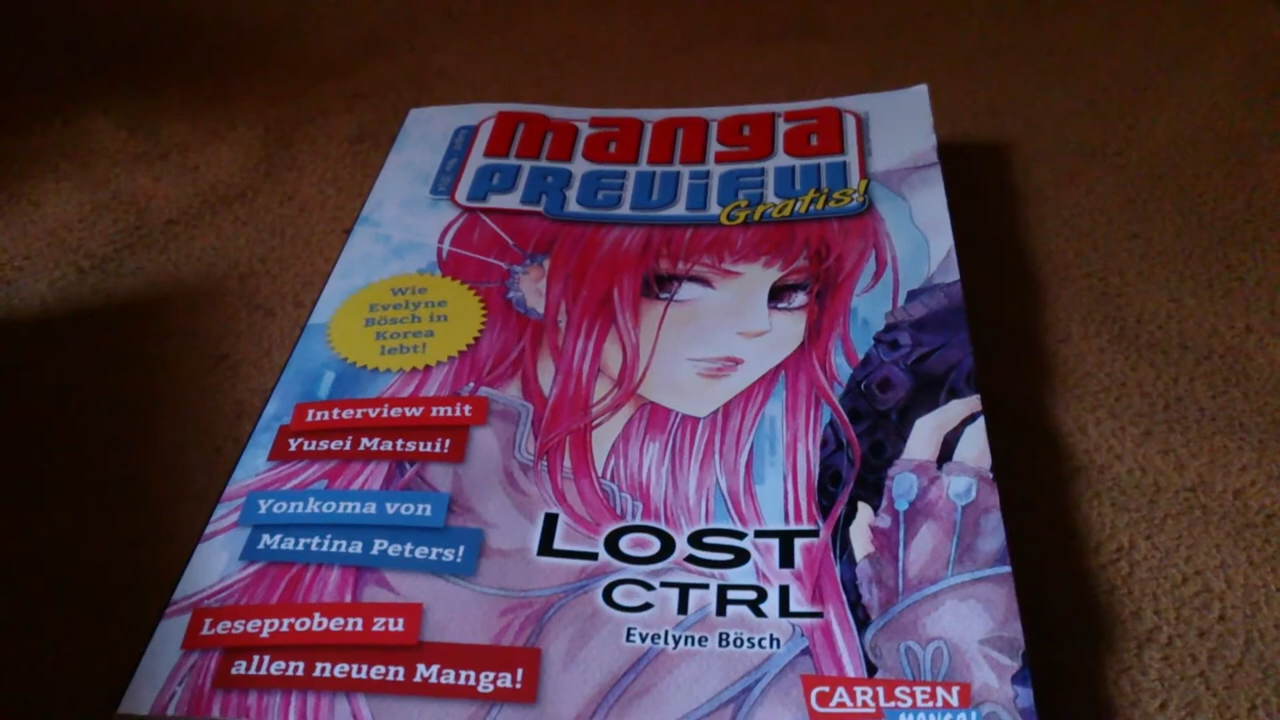 manga
PREVIEW
Gratis!
Wie
Evelyne
Bösch in
Korea
lebt!
Interview mit
Yusei Matsui!
Yonkoma von
Martina Peters!
LOST
CTRL
Evelyne Bösch
Leseproben zu
allen neuen Manga!
CARLSEN
MANGA!